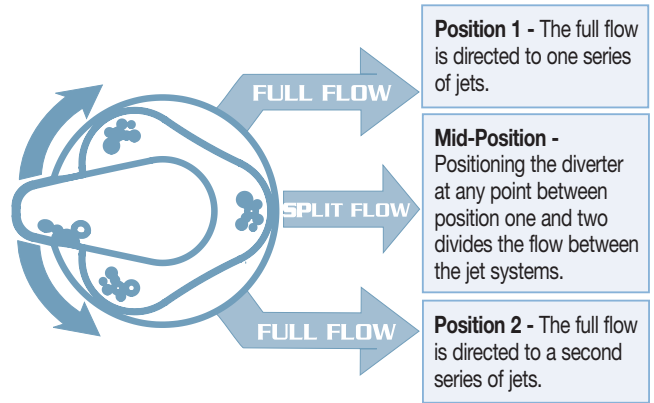 FULL FLOW
Position 1 - The full flow
is directed to one series
of jets.
SPLIT FLOW
Mid-Position -
Positioning the diverter
at any point between
position one and two
divides the flow between
the jet systems.
FULL FLOW
Position 2 - The full flow
is directed to a second
series of jets.